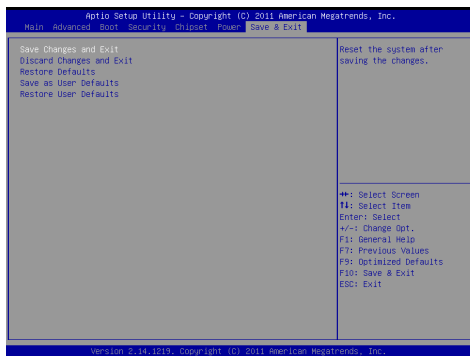 Aptio Setup Utility – Copyright (C) 2011 American Megatrends, Inc.
Main Advanced Boot Security Chipset Power Save & Exit
Save Changes and Exit
Discard Changes and Exit
Restore Defaults
Save as User Defaults
Restore User Defaults
Reset the system after
saving the changes.
→←: Select Screen
↑↓: Select Item
Enter: Select
+/-: Change Opt.
F1: General Help
F7: Previous Values
F9: Optimized Defaults
F10: Save & Exit
ESC: Exit
Version 2.14.1219. Copyright (C) 2011 American Megatrends, Inc.